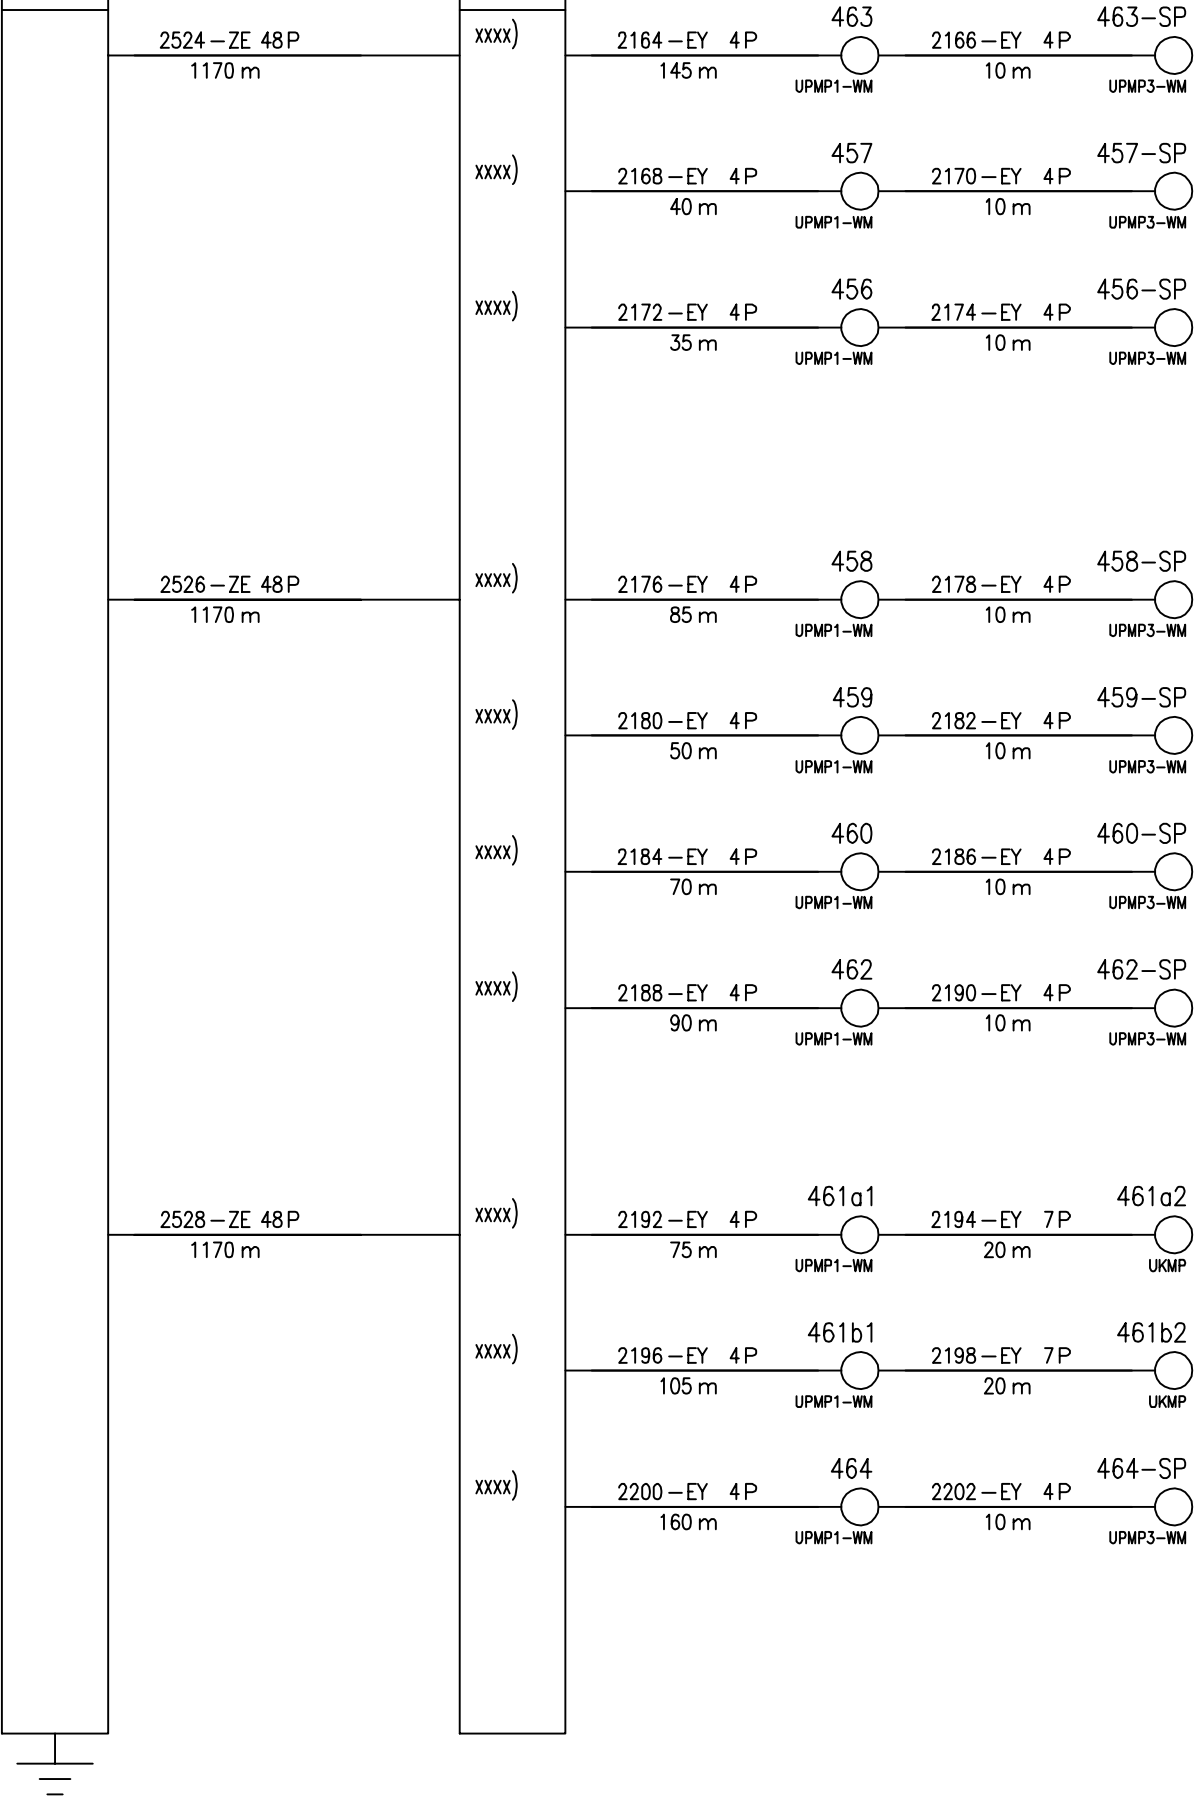 463 463-SP
2524-ZE 48P xxxx) 2164-EY 4P 2166-EY 4P
1170 m 145 m 10 m
UPMP1-WM UPMP3-WM
457 457-SP
xxxx) 2168-EY 4P 2170-EY 4P
40 m 10 m
UPMP1-WM UPMP3-WM
456 456-SP
xxxx) 2172-EY 4P 2174-EY 4P
35 m 10 m
UPMP1-WM UPMP3-WM
458 458-SP
2526-ZE 48P xxxx) 2176-EY 4P 2178-EY 4P
1170 m 85 m 10 m
UPMP1-WM UPMP3-WM
459 459-SP
xxxx) 2180-EY 4P 2182-EY 4P
50 m 10 m
UPMP1-WM UPMP3-WM
460 460-SP
xxxx) 2184-EY 4P 2186-EY 4P
70 m 10 m
UPMP1-WM UPMP3-WM
462 462-SP
xxxx) 2188-EY 4P 2190-EY 4P
90 m 10 m
UPMP1-WM UPMP3-WM
461a1 461a2
2528-ZE 48P xxxx) 2192-EY 4P 2194-EY 7P
1170 m 75 m 20 m
UPMP1-WM UKMP
461b1 461b2
xxxx) 2196-EY 4P 2198-EY 7P
105 m 20 m
UPMP1-WM UKMP
464 464-SP
xxxx) 2200-EY 4P 2202-EY 4P
160 m 10 m
UPMP1-WM UPMP3-WM